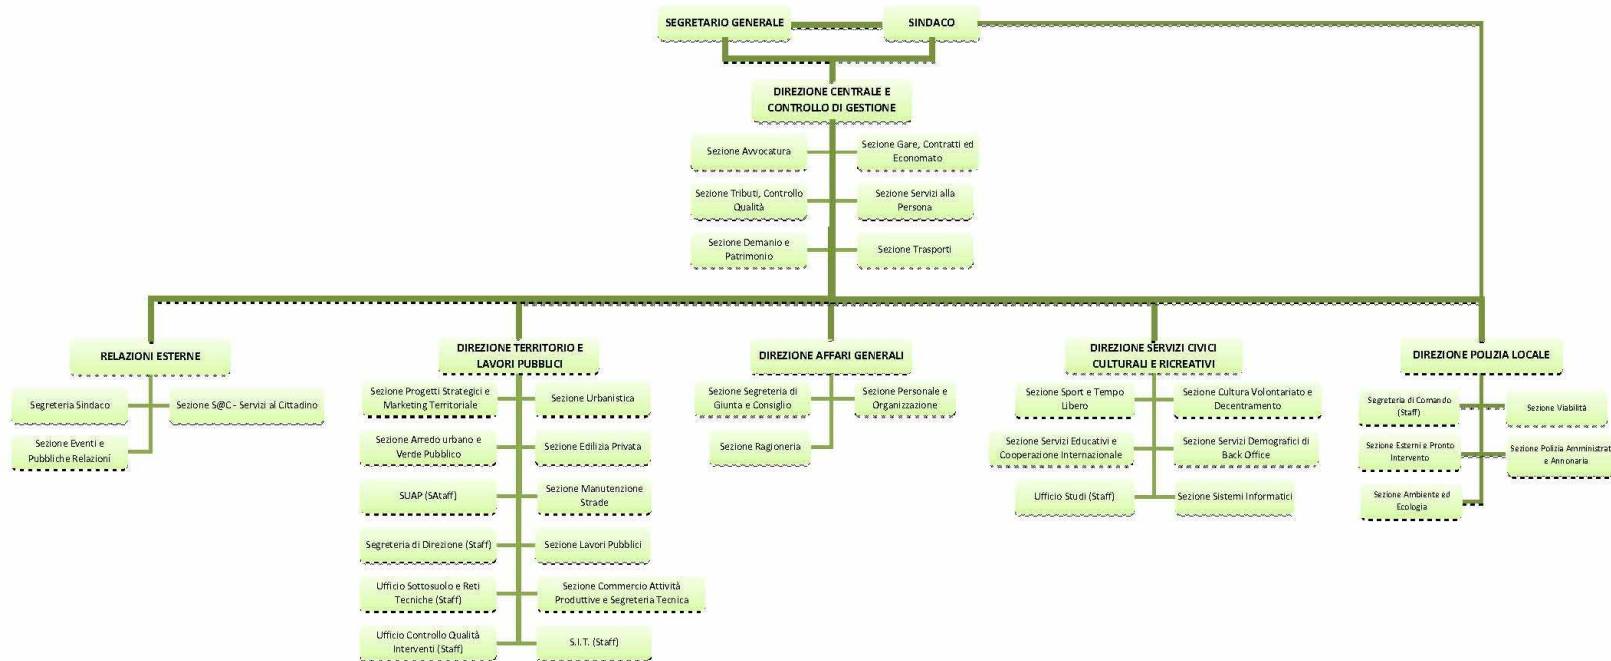 SEGRETARIO GENERALE
SINDACO
DIREZIONE CENTRALE E
CONTROLLO DI GESTIONE
Sezione Avvocatura
Sezione Gare, Contratti ed
Economato
Sezione Tributi, Controllo
Qualità
Sezione Servizi alla
Persona
Sezione Demanio e
Patrimonio
Sezione Trasporti
RELAZIONI ESTERNE
Segreteria Sindaco
Sezione S@C - Servizi al Cittadino
Sezione Eventi e
Pubbliche Relazioni
DIREZIONE TERRITORIO E
LAVORI PUBBLICI
Sezione Progetti Strategici e
Marketing Territoriale
Sezione Urbanistica
Sezione Arredo urbano e
Verde Pubblico
Sezione Edilizia Privata
SUAP (SAtaff)
Sezione Manutenzione
Strade
Segreteria di Direzione (Staff)
Sezione Lavori Pubblici
Ufficio Sottosuolo e Reti
Tecniche (Staff)
Sezione Commercio Attività
Produttive e Segreteria Tecnica
Ufficio Controllo Qualità
Interventi (Staff)
S.I.T. (Staff)
DIREZIONE AFFARI GENERALI
Sezione Segreteria di
Giunta e Consiglio
Sezione Personale e
Organizzazione
Sezione Ragioneria
DIREZIONE SERVIZI CIVICI
CULTURALI E RICREATIVI
Sezione Sport e Tempo
Libero
Sezione Cultura Volontariato e
Decentramento
Sezione Servizi Educativi e
Cooperazione Internazionale
Sezione Servizi Demografici di
Back Office
Ufficio Studi (Staff)
Sezione Sistemi Informatici
DIREZIONE POLIZIA LOCALE
Segreteria di Comando
(Staff)
Sezione Viabilità
Sezione Esterni e Pronto
Intervento
Sezione Polizia Amministrat
e Annonaria
Sezione Ambiente ed
Ecologia